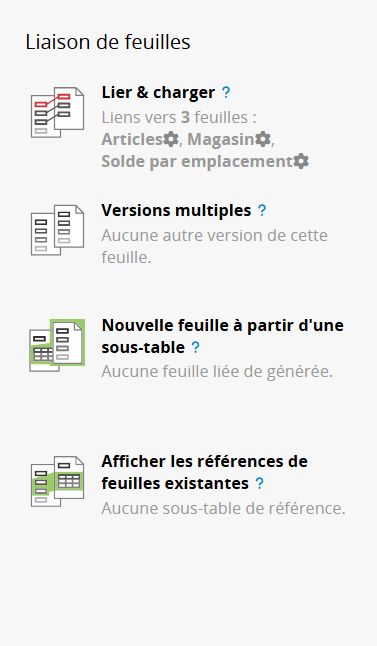 Liaison de feuilles
Lier & charger ?
Liens vers 3 feuilles :
Articles, Magasin,
Solde par emplacement
Versions multiples ?
Aucune autre version de cette
feuille.
Nouvelle feuille à partir d'une
sous-table ?
Aucune feuille liée de générée.
Afficher les références de
feuilles existantes ?
Aucune sous-table de référence.